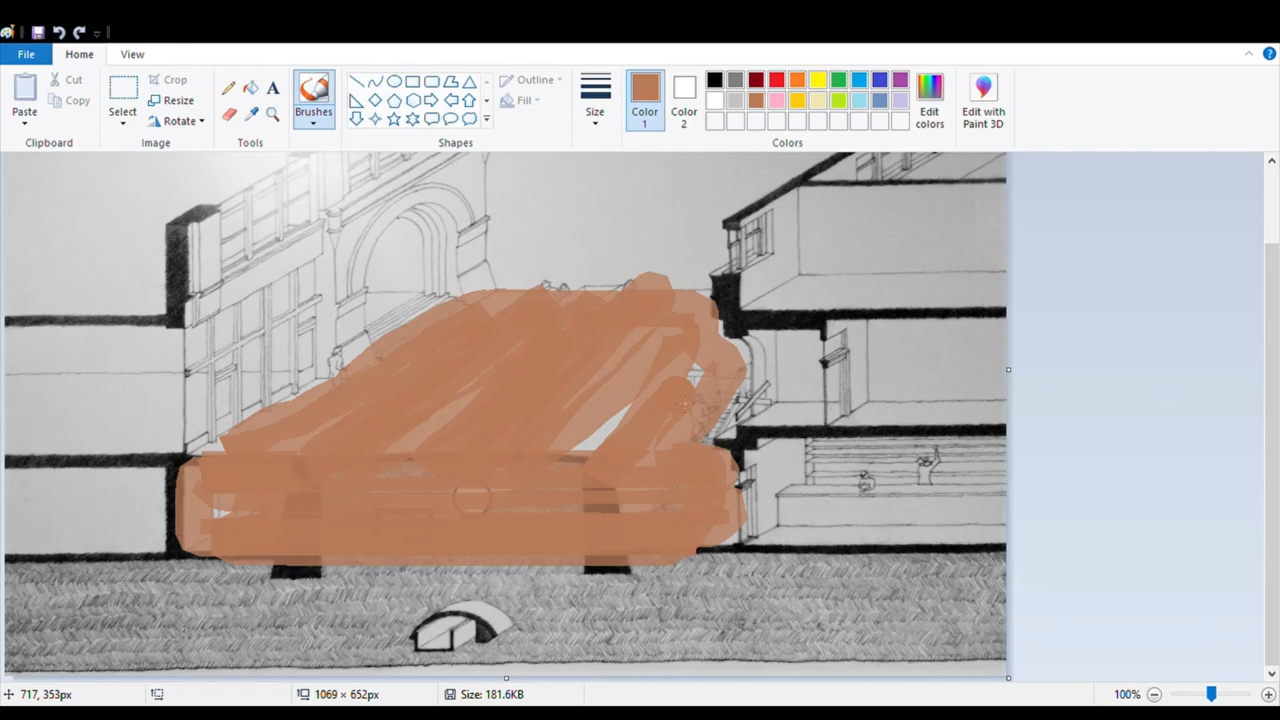 File Home View
Paste
Cut
Copy
Clipboard
Select
Crop
Resize
Rotate
Image
A
Tools
Brushes
Outline
Fill
Shapes
Size
Color 1
Color 2
Edit colors
Edit with Paint 3D
Colors
717, 353px 1069 × 652px Size: 181.6KB 100%